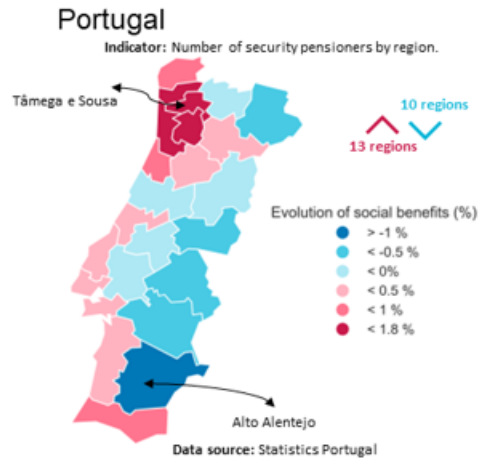 Portugal
Indicator: Number of security pensioners by region.
Tâmega e Sousa
10 regions
13 regions
Evolution of social benefits (%)
> -1 %
< -0.5 %
< 0%
< 0.5 %
< 1 %
< 1.8 %
Alto Alentejo
Data source: Statistics Portugal